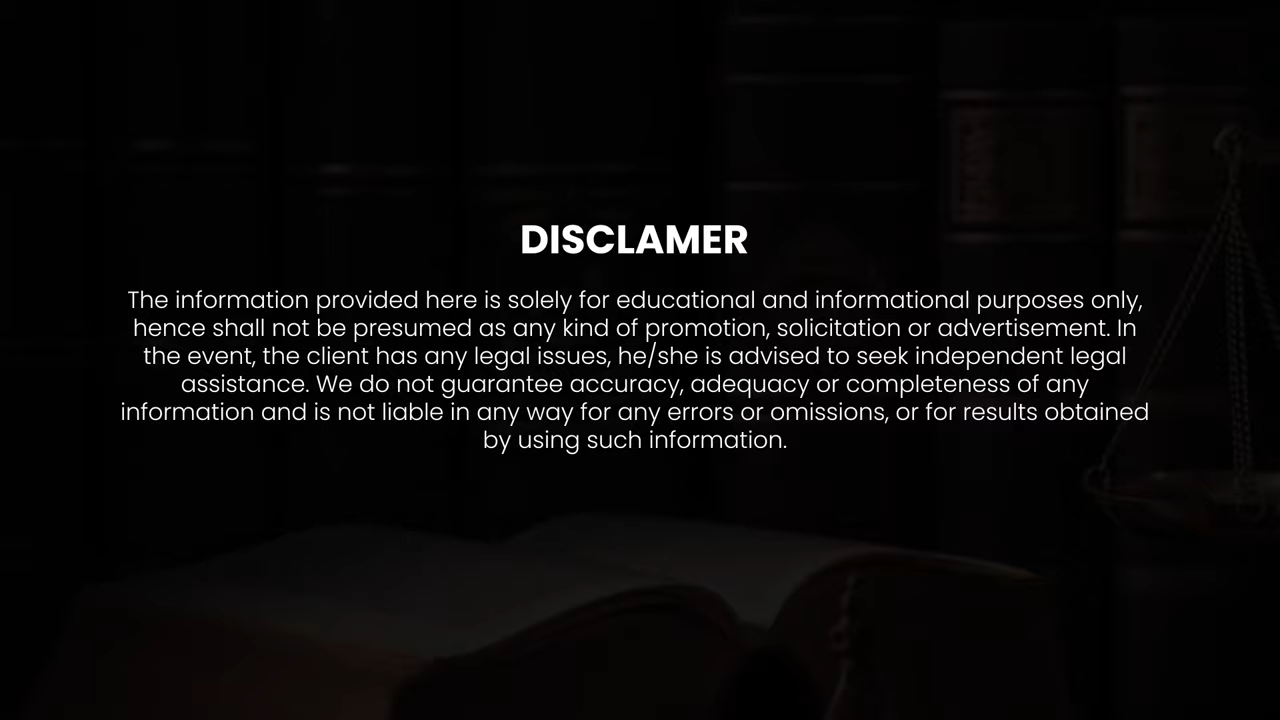 DISCLAMER
The information provided here is solely for educational and informational purposes only,
hence shall not be presumed as any kind of promotion, solicitation or advertisement. In
the event, the client has any legal issues, he/she is advised to seek independent legal
assistance. We do not guarantee accuracy, adequacy or completeness of any
information and is not liable in any way for any errors or omissions, or for results obtained
by using such information.